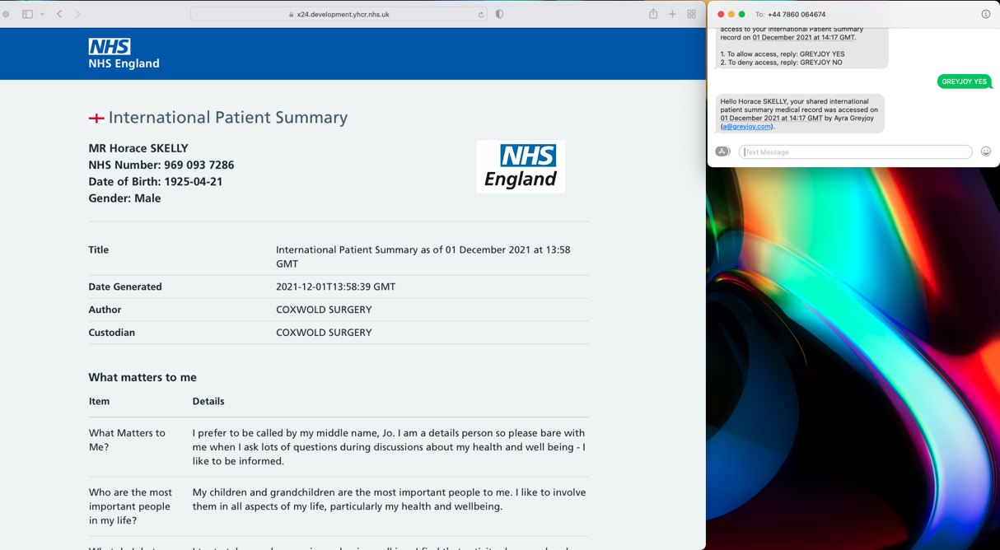 x24.development.yhcr.nhs.uk
NHS
NHS England
International Patient Summary
MR Horace SKELLY
NHS Number: 969 093 7286
Date of Birth: 1925-04-21
Gender: Male
NHS
England
Title
International Patient Summary as of 01 December 2021 at 13:58
GMT
Date Generated
2021-12-01T13:58:39 GMT
Author
COXWOLD SURGERY
Custodian
COXWOLD SURGERY
What matters to me
Item
Details
What Matters to
Me?
I prefer to be called by my middle name, Jo. I am a details person so please bare with
me when I ask lots of questions during discussions about my health and well being - I
like to be informed.
Who are the most
important people
in my life?
My children and grandchildren are the most important people to me. I like to involve
them in all aspects of my life, particularly my health and wellbeing.
To: +44 7860 064674
access to your International Patient Summary
record on 01 December 2021 at 14:17 GMT.
1. To allow access, reply: GREYJOY YES
2. To deny access, reply: GREYJOY NO
GREYJOY YES
Hello Horace SKELLY, your shared international
patient summary medical record was accessed on
01 December 2021 at 14:17 GMT by Ayra Greyjoy
(a@greyjoy.com).
Text Message